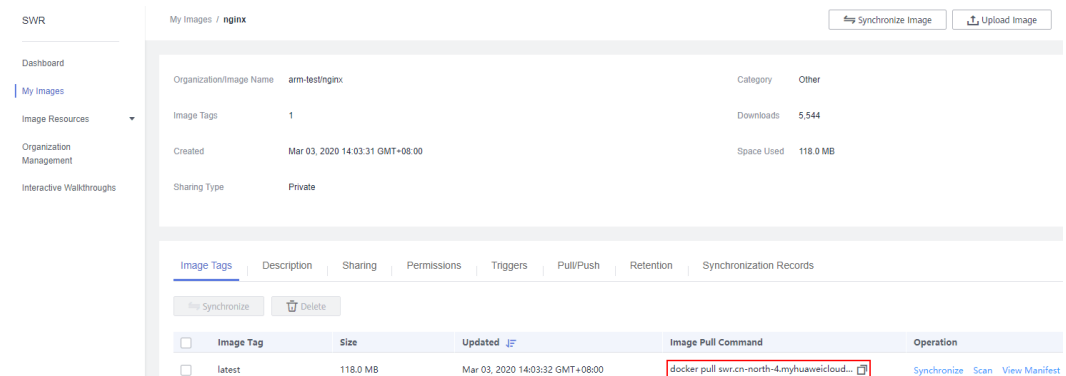 SWR
My Images / nginx
Synchronize Image
Upload Image
Dashboard
My Images
Image Resources
Organization
Management
Interactive Walkthroughs
Organization/Image Name arm-test/nginx
Category Other
Image Tags 1
Downloads 5,544
Created Mar 03, 2020 14:03:31 GMT+08:00
Space Used 118.0 MB
Sharing Type Private
Image Tags Description Sharing Permissions Triggers Pull/Push Retention Synchronization Records
Synchronize Delete
Image Tag Size Updated Image Pull Command Operation
latest 118.0 MB Mar 03, 2020 14:03:32 GMT+08:00 docker pull swr.cn-north-4.myhuaweicloud... Synchronize Scan View Manifest